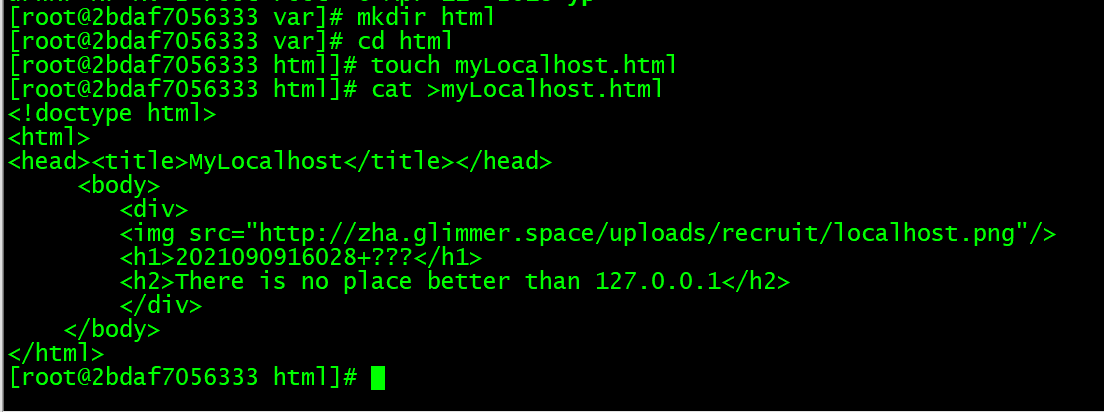 [root@2bdaf7056333 var]# mkdir html
[root@2bdaf7056333 var]# cd html
[root@2bdaf7056333 html]# touch myLocalhost.html
[root@2bdaf7056333 html]# cat >myLocalhost.html
<!doctype html>
<html>
<head><title>MyLocalhost</title></head>
     <body>
        <div>
        <img src="http://zha.glimmer.space/uploads/recruit/localhost.png"/>
        <h1>2021090916028+???</h1>
        <h2>There is no place better than 127.0.0.1</h2>
        </div>
    </body>
</html>
[root@2bdaf7056333 html]#